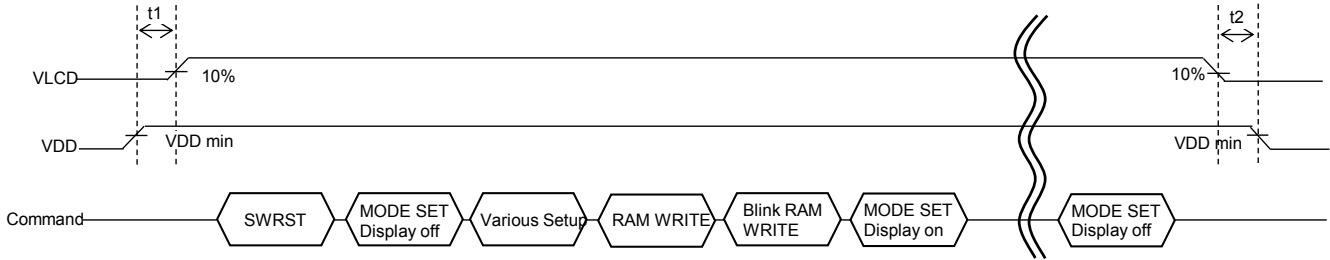 t1
t2
VLCD
10%
10%
VDD
VDD min
VDD min
Command
SWRST
MODE SET
Display off
Various Setup
RAM WRITE
Blink RAM
WRITE
MODE SET
Display on
MODE SET
Display off